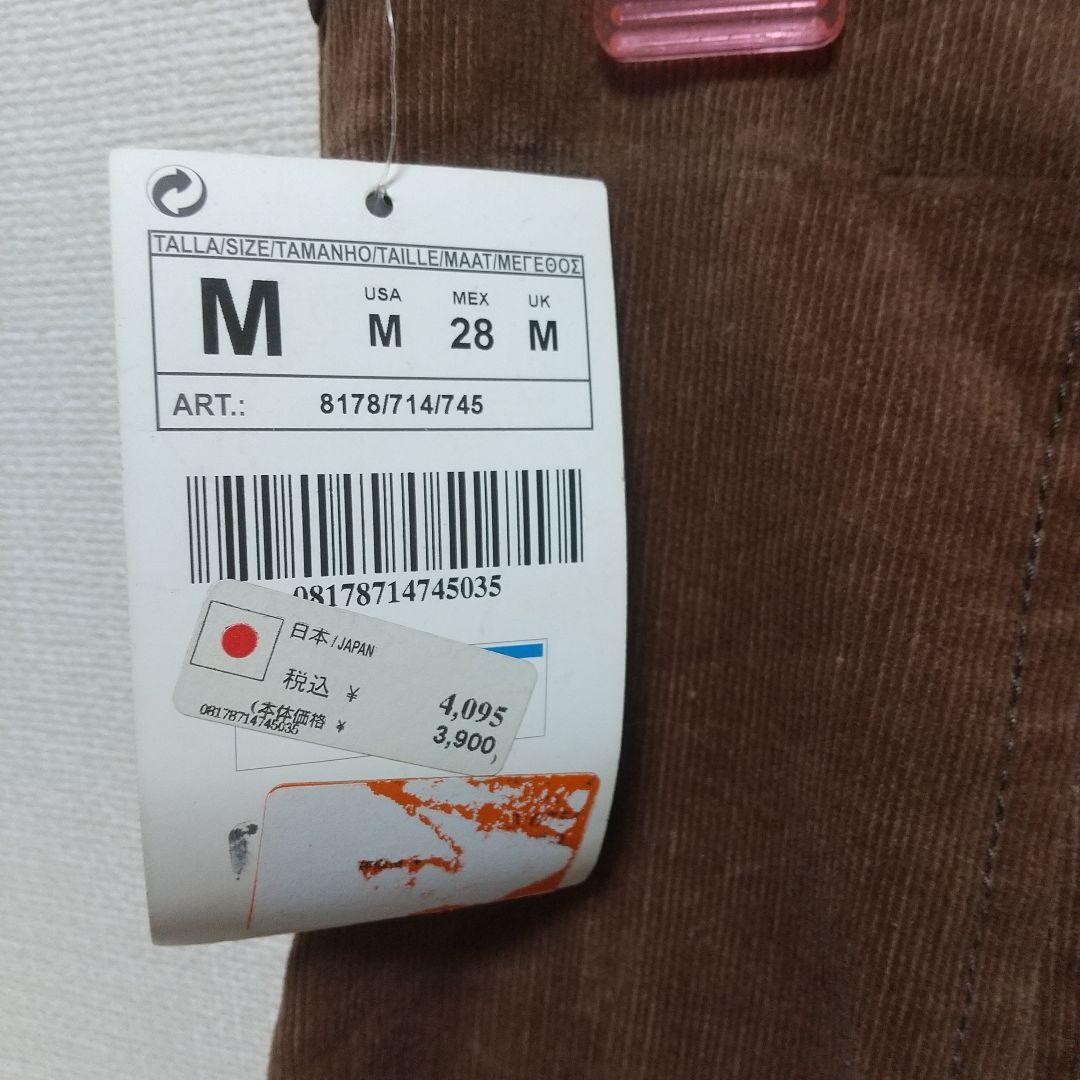 TALLA/SIZE/TAMANHO/TAILLE/MAAT/ΜΕΓΕΘΟΣ
M USA M MEX 28 UK M
ART.: 8178/714/745
08178714745035
日本/JAPAN
税込 ¥ 4,095
(本体価格 ¥ 3,900,
08178714745035